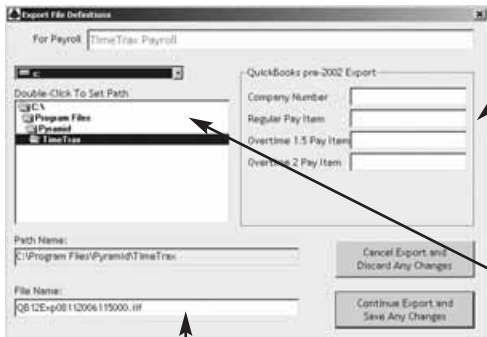 Export File Definitions
For Payroll TimeTrax Payroll
c:
Double-Click To Set Path
C:\
Program Files
Pyramid
TimeTrax
QuickBooks pre-2002 Export
Company Number
Regular Pay Item
Overtime 1.5 Pay Item
Overtime 2 Pay Item
Path Name:
C:\Program Files\Pyramid\TimeTrax
File Name:
QB12Exp08112006115000.iif
Cancel Export and
Discard Any Changes
Continue Export and
Save Any Changes